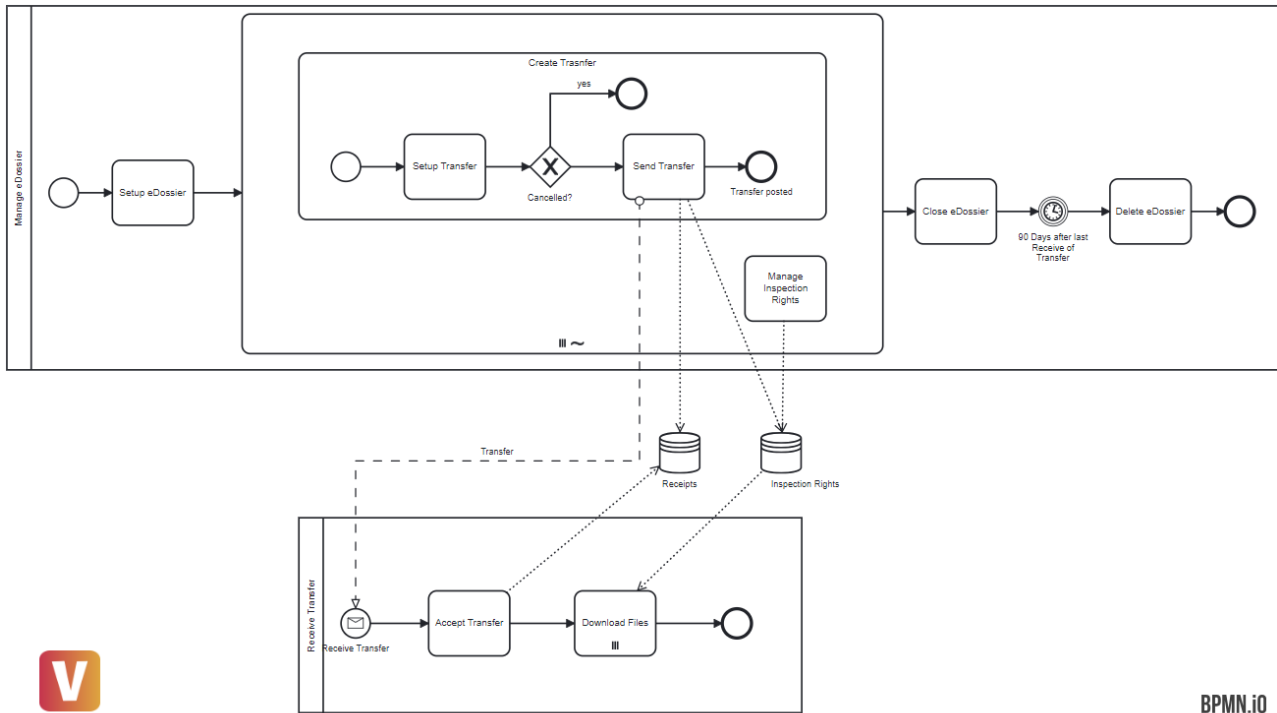 Manage eDossier
Setup eDossier
Create Trasnfer
yes
Setup Transfer
Cancelled?
Send Transfer
Transfer posted
Manage
Inspection
Rights
Close eDossier
90 Days after last
Receive of
Transfer
Delete eDossier
Transfer
Receipts
Inspection Rights
Receive Transfer
Receive Transfer
Accept Transfer
Download Files
V
BPMN.iO